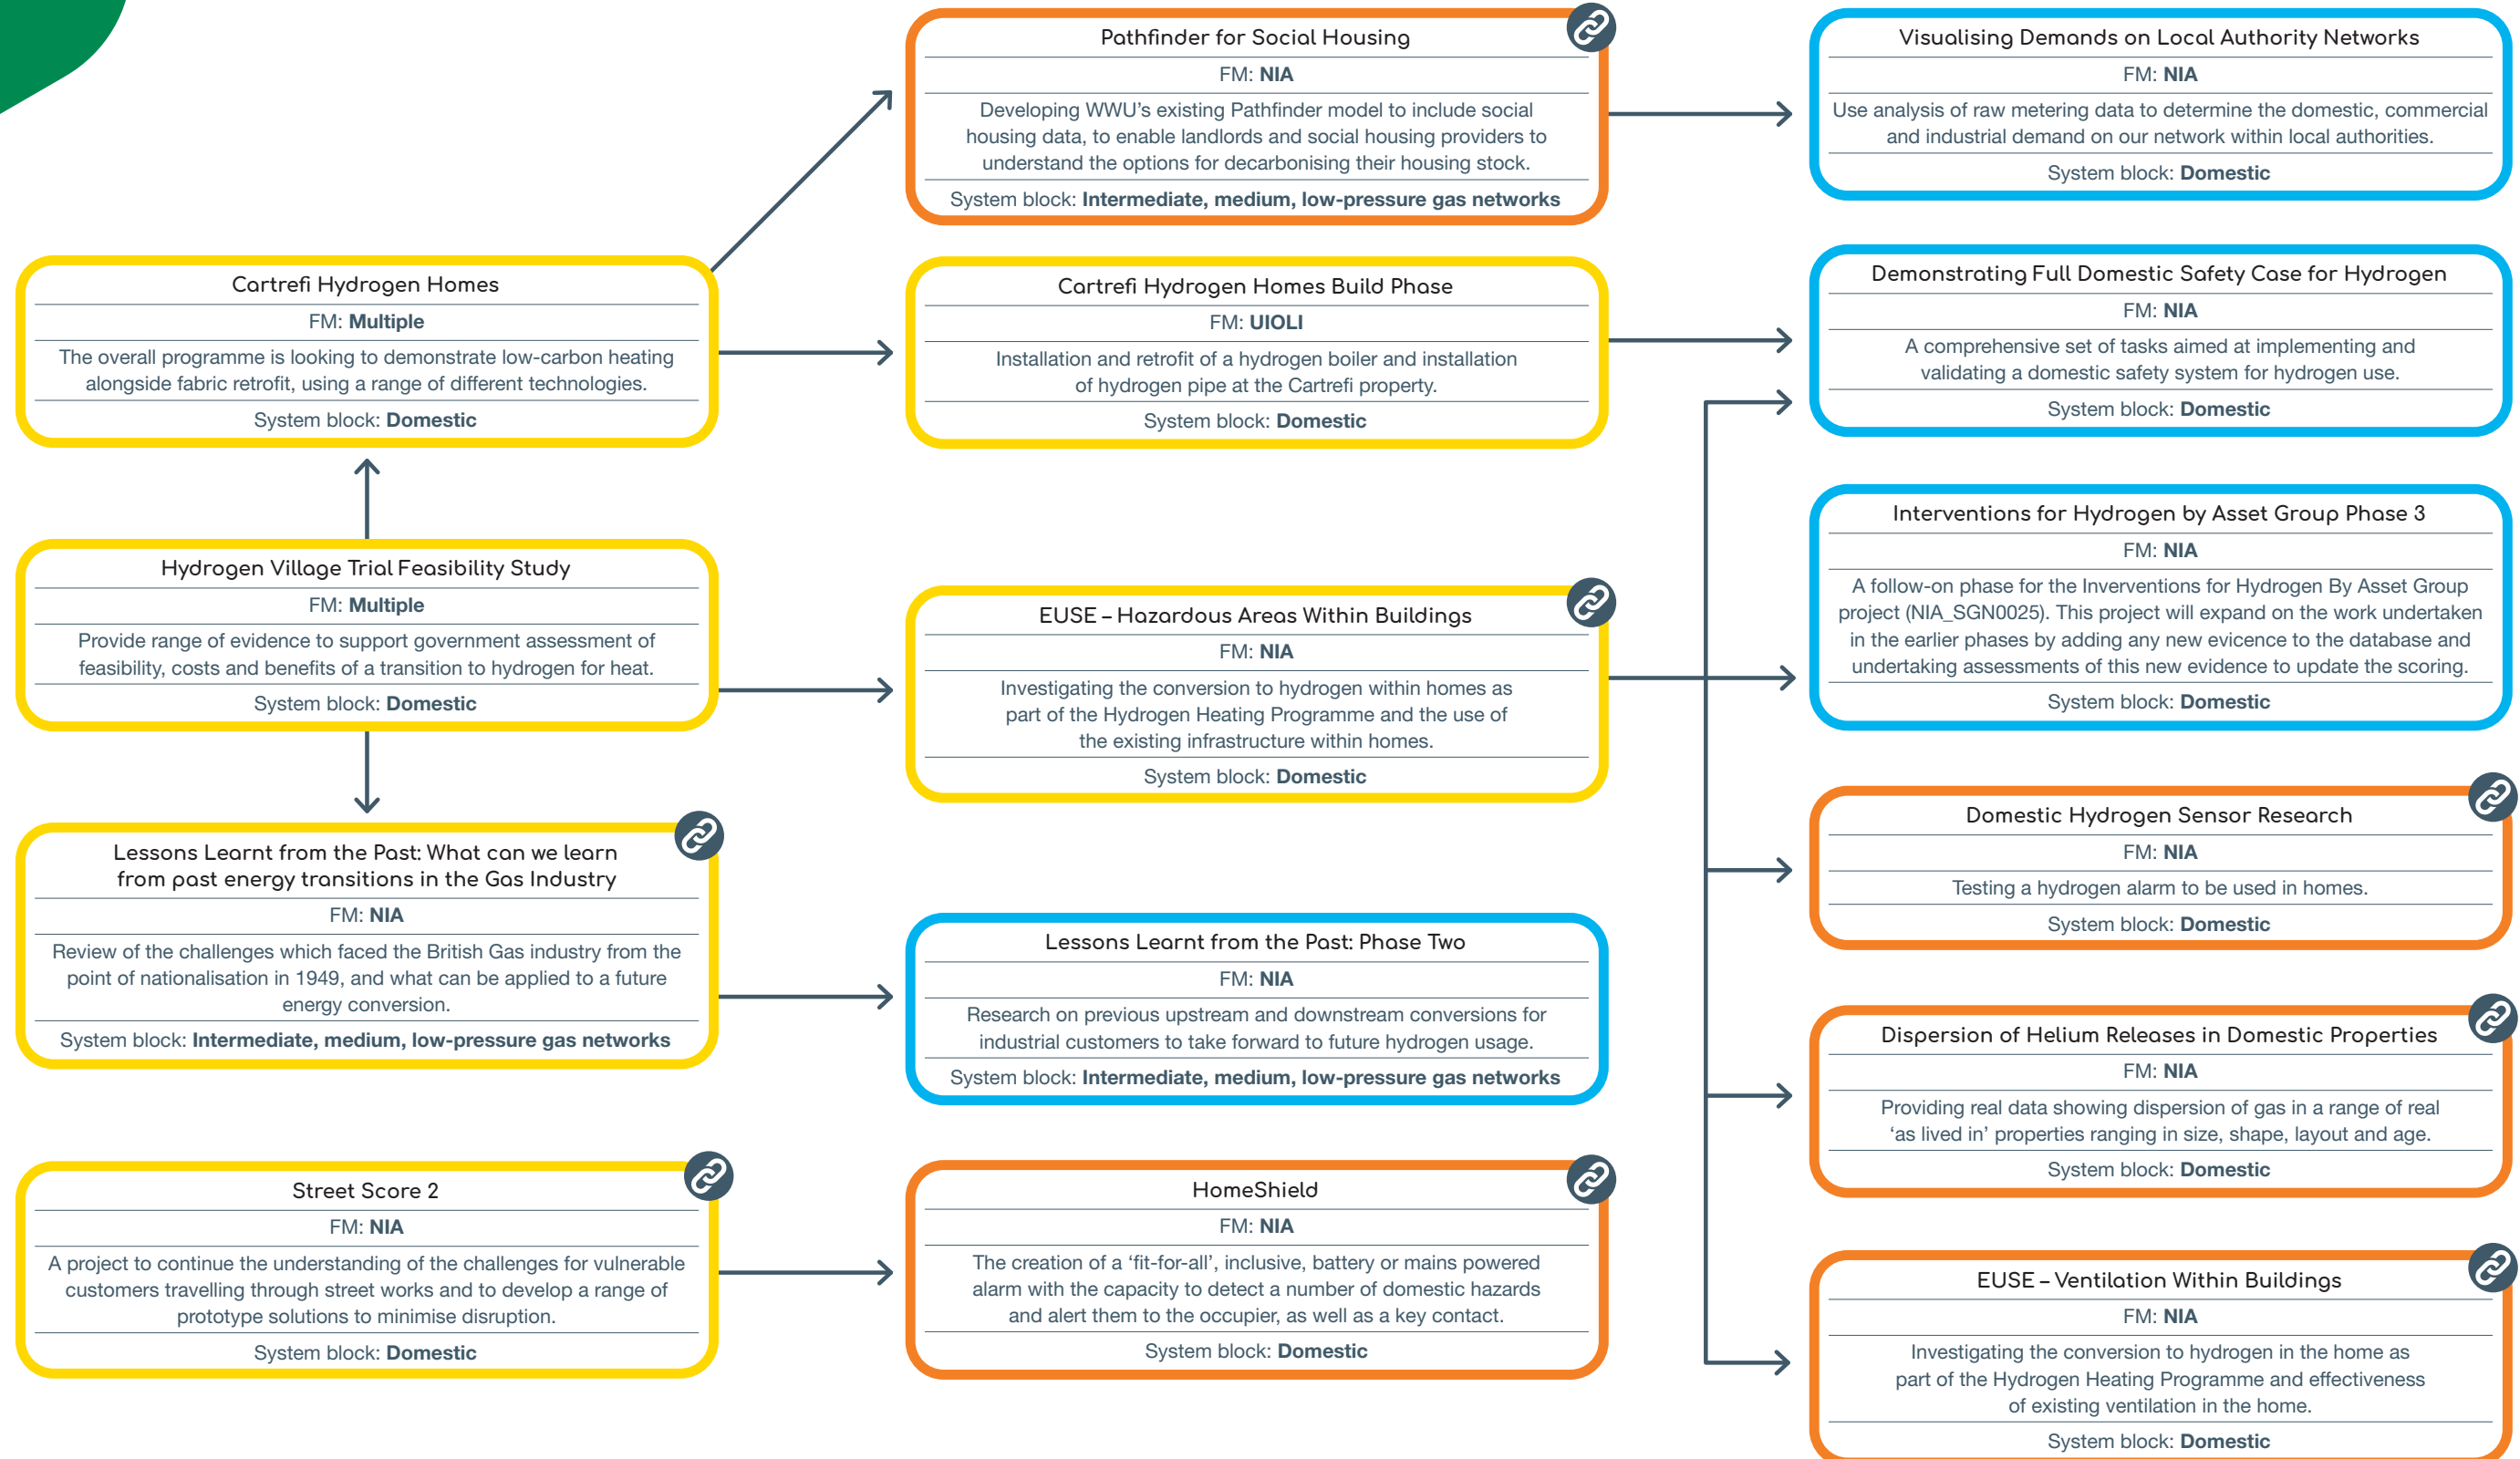 Pathfinder for Social Housing
FM: NIA
Developing WWU's existing Pathfinder model to include social
housing data, to enable landlords and social housing providers to
understand the options for decarbonising their housing stock.
System block: Intermediate, medium, low-pressure gas networks
Visualising Demands on Local Authority Networks
FM: NIA
Use analysis of raw metering data to determine the domestic, commercial
and industrial demand on our network within local authorities.
System block: Domestic
Cartrefi Hydrogen Homes
FM: Multiple
The overall programme is looking to demonstrate low-carbon heating
alongside fabric retrofit, using a range of different technologies.
System block: Domestic
Cartrefi Hydrogen Homes Build Phase
FM: UIOLI
Installation and retrofit of a hydrogen boiler and installation
of hydrogen pipe at the Cartrefi property.
System block: Domestic
Demonstrating Full Domestic Safety Case for Hydrogen
FM: NIA
A comprehensive set of tasks aimed at implementing and
validating a domestic safety system for hydrogen use.
System block: Domestic
Hydrogen Village Trial Feasibility Study
FM: Multiple
Provide range of evidence to support government assessment of
feasibility, costs and benefits of a transition to hydrogen for heat.
System block: Domestic
EUSE – Hazardous Areas Within Buildings
FM: NIA
Investigating the conversion to hydrogen within homes as
part of the Hydrogen Heating Programme and the use of
the existing infrastructure within homes.
System block: Domestic
Interventions for Hydrogen by Asset Group Phase 3
FM: NIA
A follow-on phase for the Inverventions for Hydrogen By Asset Group
project (NIA_SGN0025). This project will expand on the work undertaken
in the earlier phases by adding any new evicence to the database and
undertaking assessments of this new evidence to update the scoring.
System block: Domestic
Domestic Hydrogen Sensor Research
FM: NIA
Testing a hydrogen alarm to be used in homes.
System block: Domestic
Lessons Learnt from the Past: What can we learn
from past energy transitions in the Gas Industry
FM: NIA
Review of the challenges which faced the British Gas industry from the
point of nationalisation in 1949, and what can be applied to a future
energy conversion.
System block: Intermediate, medium, low-pressure gas networks
Lessons Learnt from the Past: Phase Two
FM: NIA
Research on previous upstream and downstream conversions for
industrial customers to take forward to future hydrogen usage.
System block: Intermediate, medium, low-pressure gas networks
Dispersion of Helium Releases in Domestic Properties
FM: NIA
Providing real data showing dispersion of gas in a range of real
'as lived in' properties ranging in size, shape, layout and age.
System block: Domestic
Street Score 2
FM: NIA
A project to continue the understanding of the challenges for vulnerable
customers travelling through street works and to develop a range of
prototype solutions to minimise disruption.
System block: Domestic
HomeShield
FM: NIA
The creation of a 'fit-for-all', inclusive, battery or mains powered
alarm with the capacity to detect a number of domestic hazards
and alert them to the occupier, as well as a key contact.
System block: Domestic
EUSE – Ventilation Within Buildings
FM: NIA
Investigating the conversion to hydrogen in the home as
part of the Hydrogen Heating Programme and effectiveness
of existing ventilation in the home.
System block: Domestic